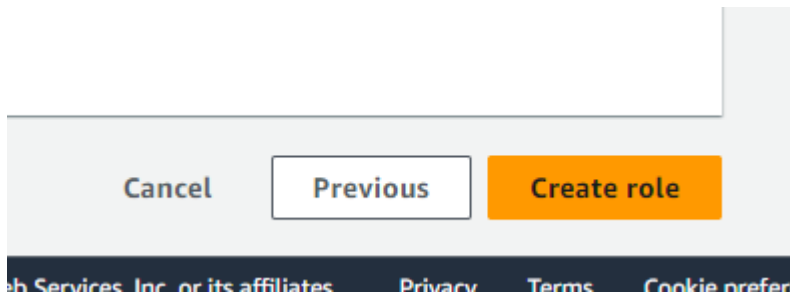 Cancel Previous Create role
Services, Inc. or its affiliates. Privacy Terms Cookie